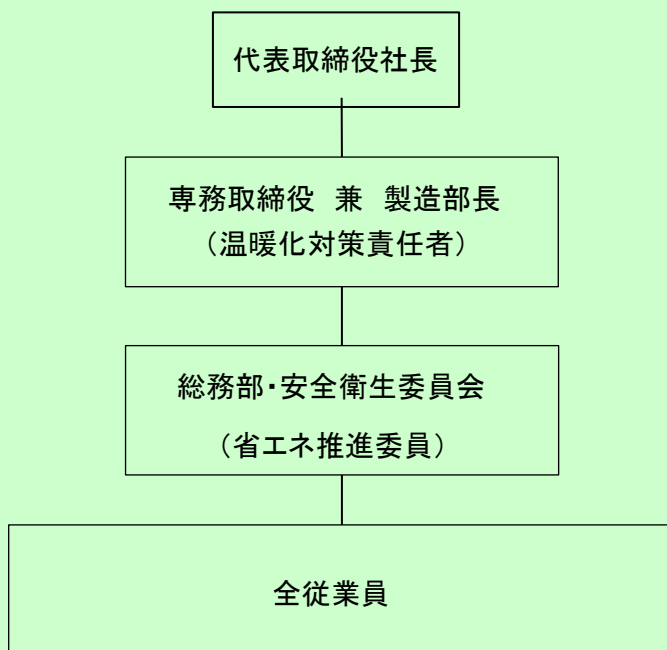 代表取締役社長
専務取締役　兼　製造部長
（温暖化対策責任者）
総務部・安全衛生委員会
（省エネ推進委員）
全従業員